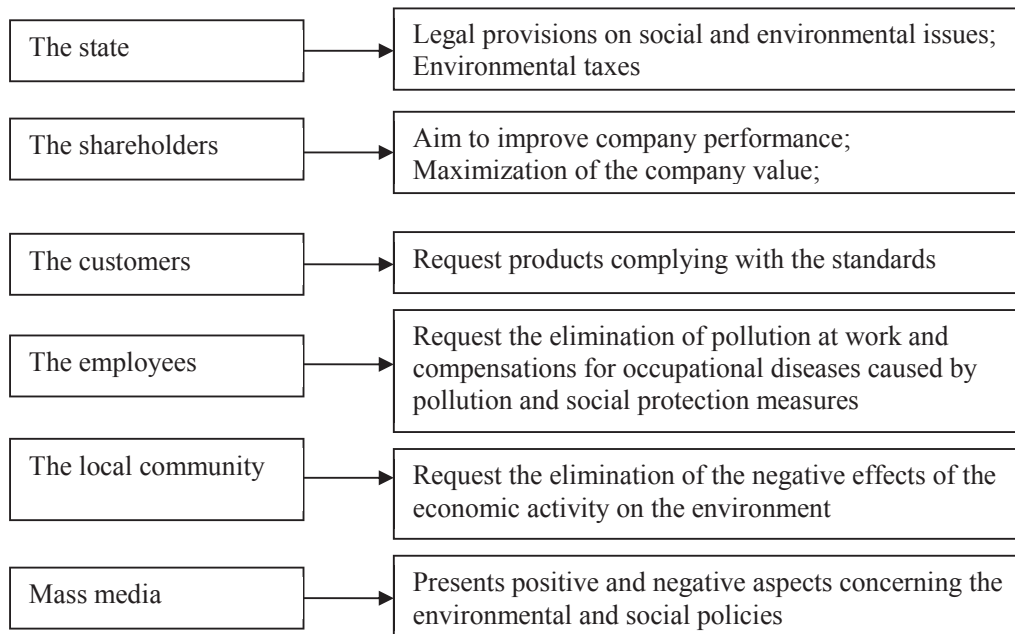 The state
Legal provisions on social and environmental issues;
Environmental taxes
The shareholders
Aim to improve company performance;
Maximization of the company value;
The customers
Request products complying with the standards
The employees
Request the elimination of pollution at work and
compensations for occupational diseases caused by
pollution and social protection measures
The local community
Request the elimination of the negative effects of the
economic activity on the environment
Mass media
Presents positive and negative aspects concerning the
environmental and social policies